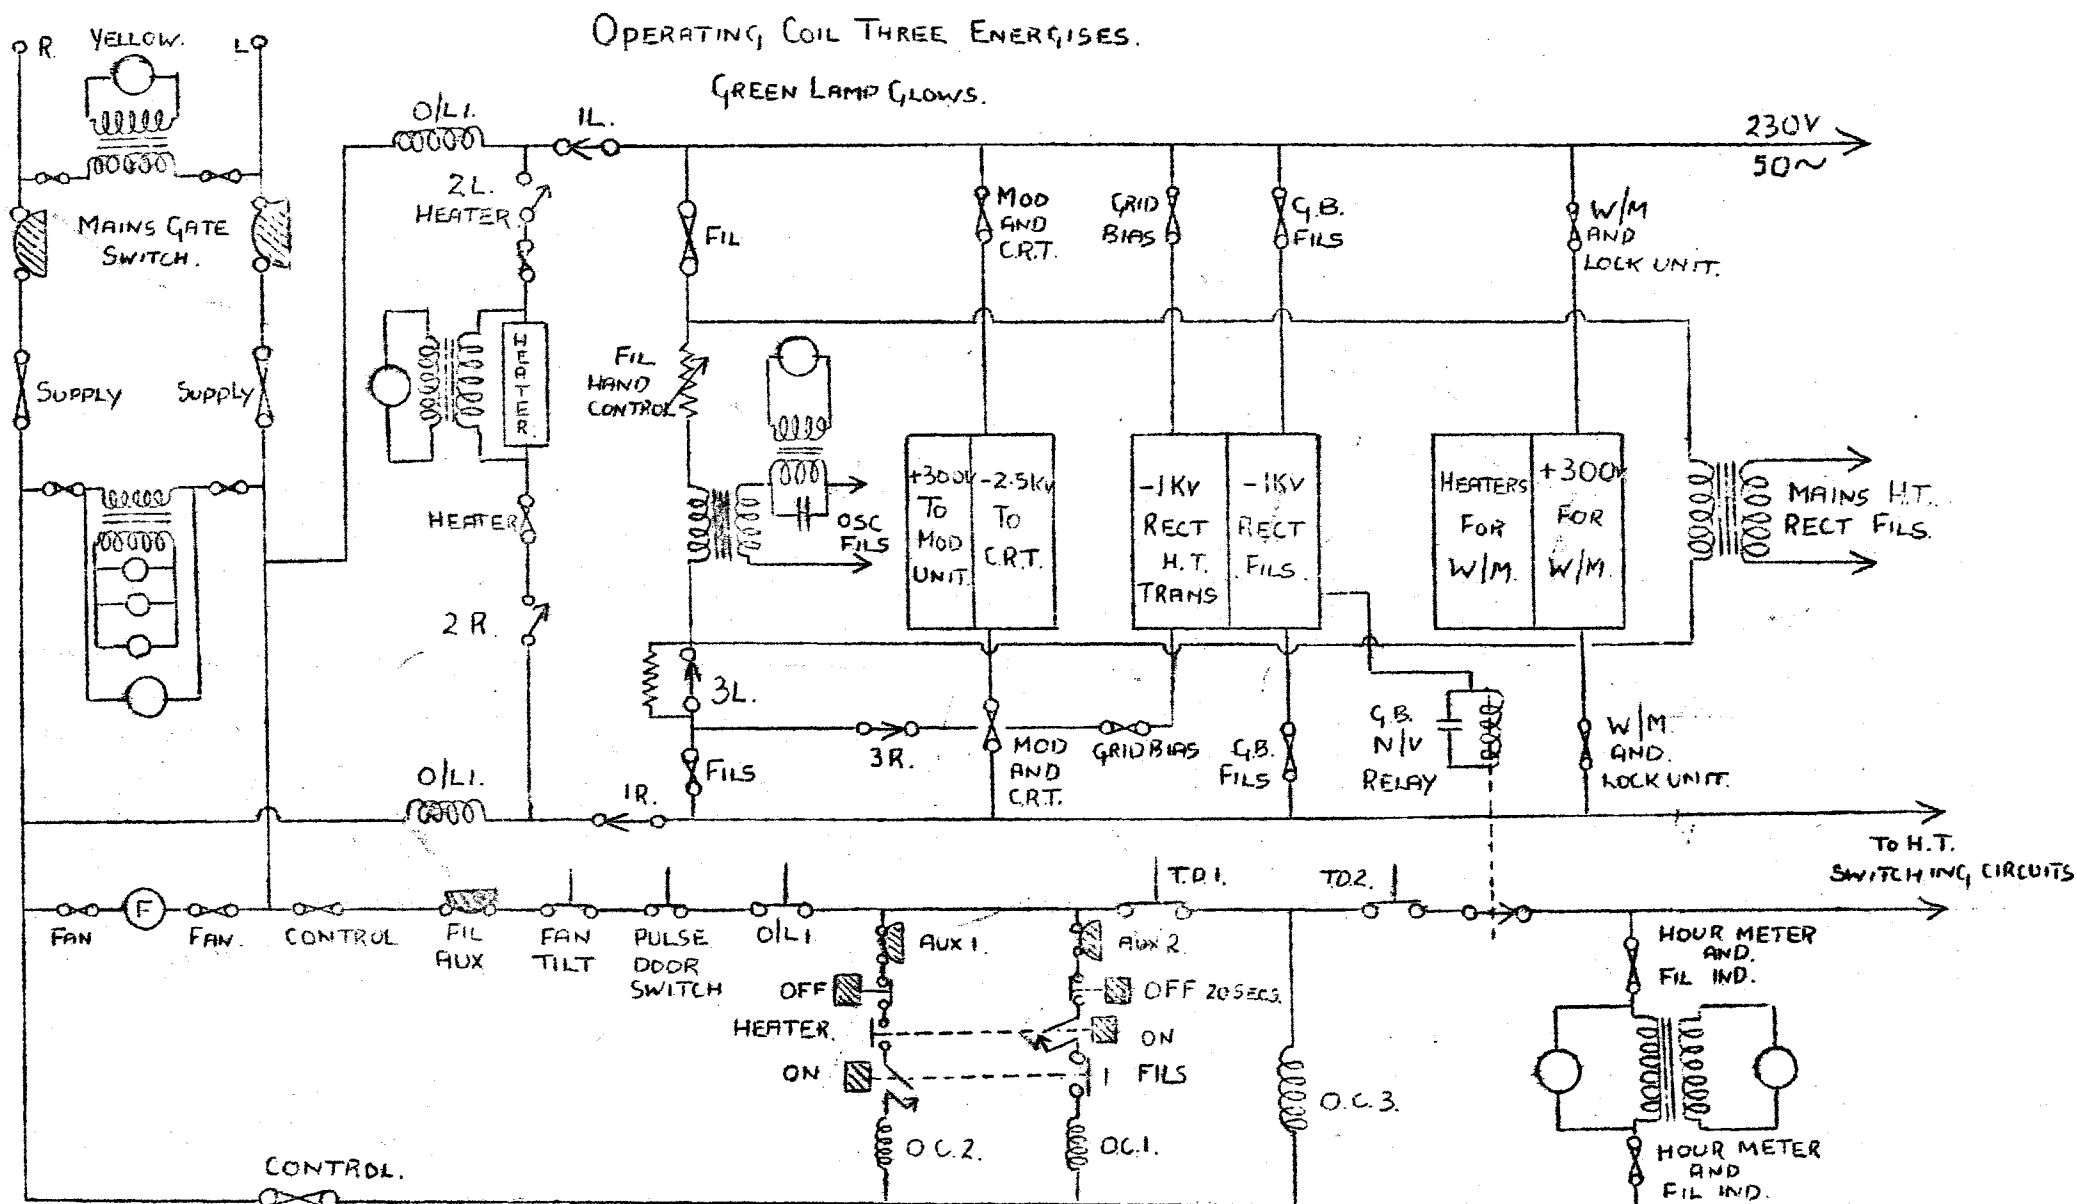 OPERATING COIL THREE ENERGISES.
GREEN LAMP GLOWS.
R.
YELLOW.
L
O/L1.
1L.
230V
50~
2L.
HEATER
MAINS GATE
SWITCH.
FIL
MOD
AND
C.R.T.
GRID
BIAS
G.B.
FILS
W/M
AND
LOCK UNIT.
SUPPLY
SUPPLY
HEATER
FIL
HAND
CONTROL
HEATER
2 R.
OSC
FILS
+300V
TO
MOD
UNIT.
-2.5KV
TO
C.R.T.
-1KV
RECT
H.T.
TRANS
-1KV
RECT
FILS.
HEATERS
FOR
W/M.
+300V
FOR
W/M.
MAINS H.T.
RECT FILS.
3L.
3R.
FILS
MOD
AND
C.R.T.
GRID BIAS
G.B.
FILS
G.B.
N/V
RELAY
W/M.
AND.
LOCK UNIT.
O/L1.
1R.
TO H.T.
SWITCHING CIRCUITS
T.D.1.
T.D.2.
FAN
F
FAN.
CONTROL
FIL
AUX
FAN
TILT
PULSE
DOOR
SWITCH
O/L1
AUX 1.
AUX 2.
OFF
OFF 20 SECS.
HEATER.
ON
ON
FILS
O.C.2.
O.C.1.
O.C.3.
HOUR METER
AND.
FIL IND.
HOUR METER
AND
FIL IND.
CONTROL.